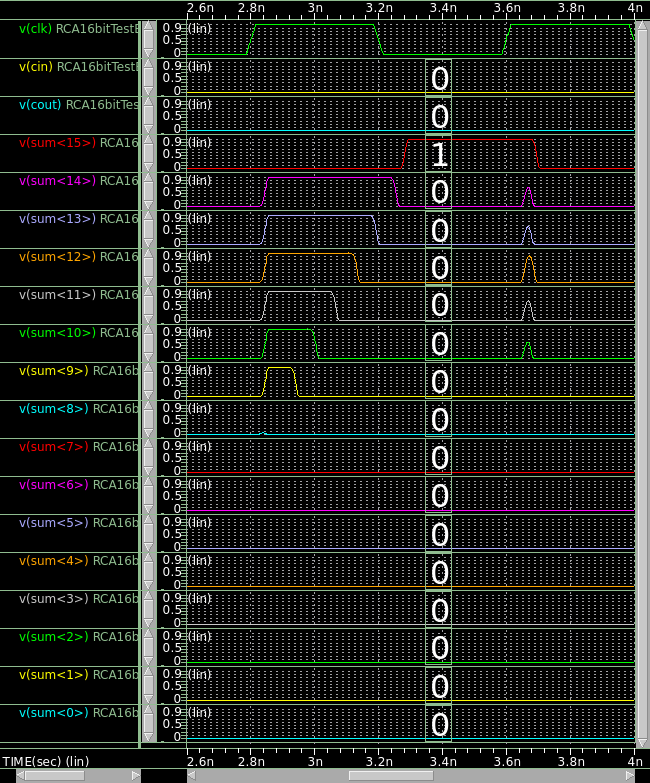 2.6n 2.8n 3n 3.2n 3.4n 3.6n 3.8n 4n
v(clk) RCA16bitTestB 0.9 (lin)
0.5
0
v(cin) RCA16bitTestB 0.9 (lin)
0.5 0
0
v(cout) RCA16bitTes 0.9 (lin)
0.5 0
0
v(sum<15>) RCA16 0.9 (lin)
0.5 1
0
v(sum<14>) RCA16 0.9 (lin)
0.5 0
0
v(sum<13>) RCA16 0.9 (lin)
0.5 0
0
v(sum<12>) RCA16 0.9 (lin)
0.5 0
0
v(sum<11>) RCA16 0.9 (lin)
0.5 0
0
v(sum<10>) RCA16 0.9 (lin)
0.5 0
0
v(sum<9>) RCA16b 0.9 (lin)
0.5 0
0
v(sum<8>) RCA16b 0.9 (lin)
0.5 0
0
v(sum<7>) RCA16b 0.9 (lin)
0.5 0
0
v(sum<6>) RCA16b 0.9 (lin)
0.5 0
0
v(sum<5>) RCA16b 0.9 (lin)
0.5 0
0
v(sum<4>) RCA16b 0.9 (lin)
0.5 0
0
v(sum<3>) RCA16b 0.9 (lin)
0.5 0
0
v(sum<2>) RCA16b 0.9 (lin)
0.5 0
0
v(sum<1>) RCA16b 0.9 (lin)
0.5 0
0
v(sum<0>) RCA16b 0.9 (lin)
0.5 0
0
TIME(sec) (lin) 2.6n 2.8n 3n 3.2n 3.4n 3.6n 3.8n 4n